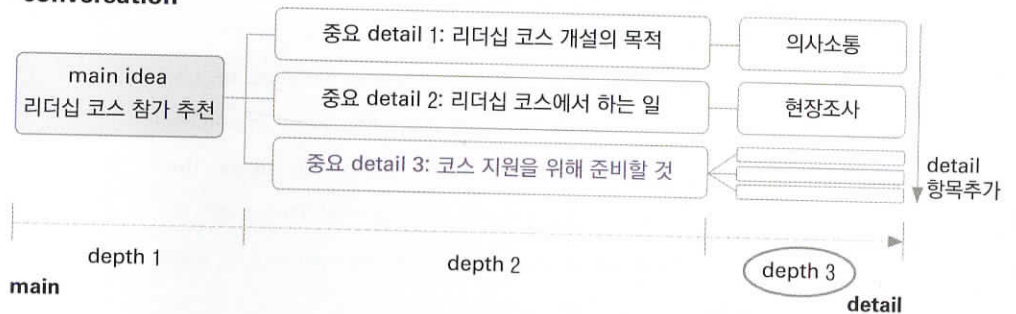 중요 detail 1: 리더십 코스 개설의 목적
의사소통
main idea
리더십 코스 참가 추천
중요 detail 2: 리더십 코스에서 하는 일
현장조사
중요 detail 3: 코스 지원을 위해 준비할 것
detail
항목추가
depth 1
depth 2
depth 3
main
detail